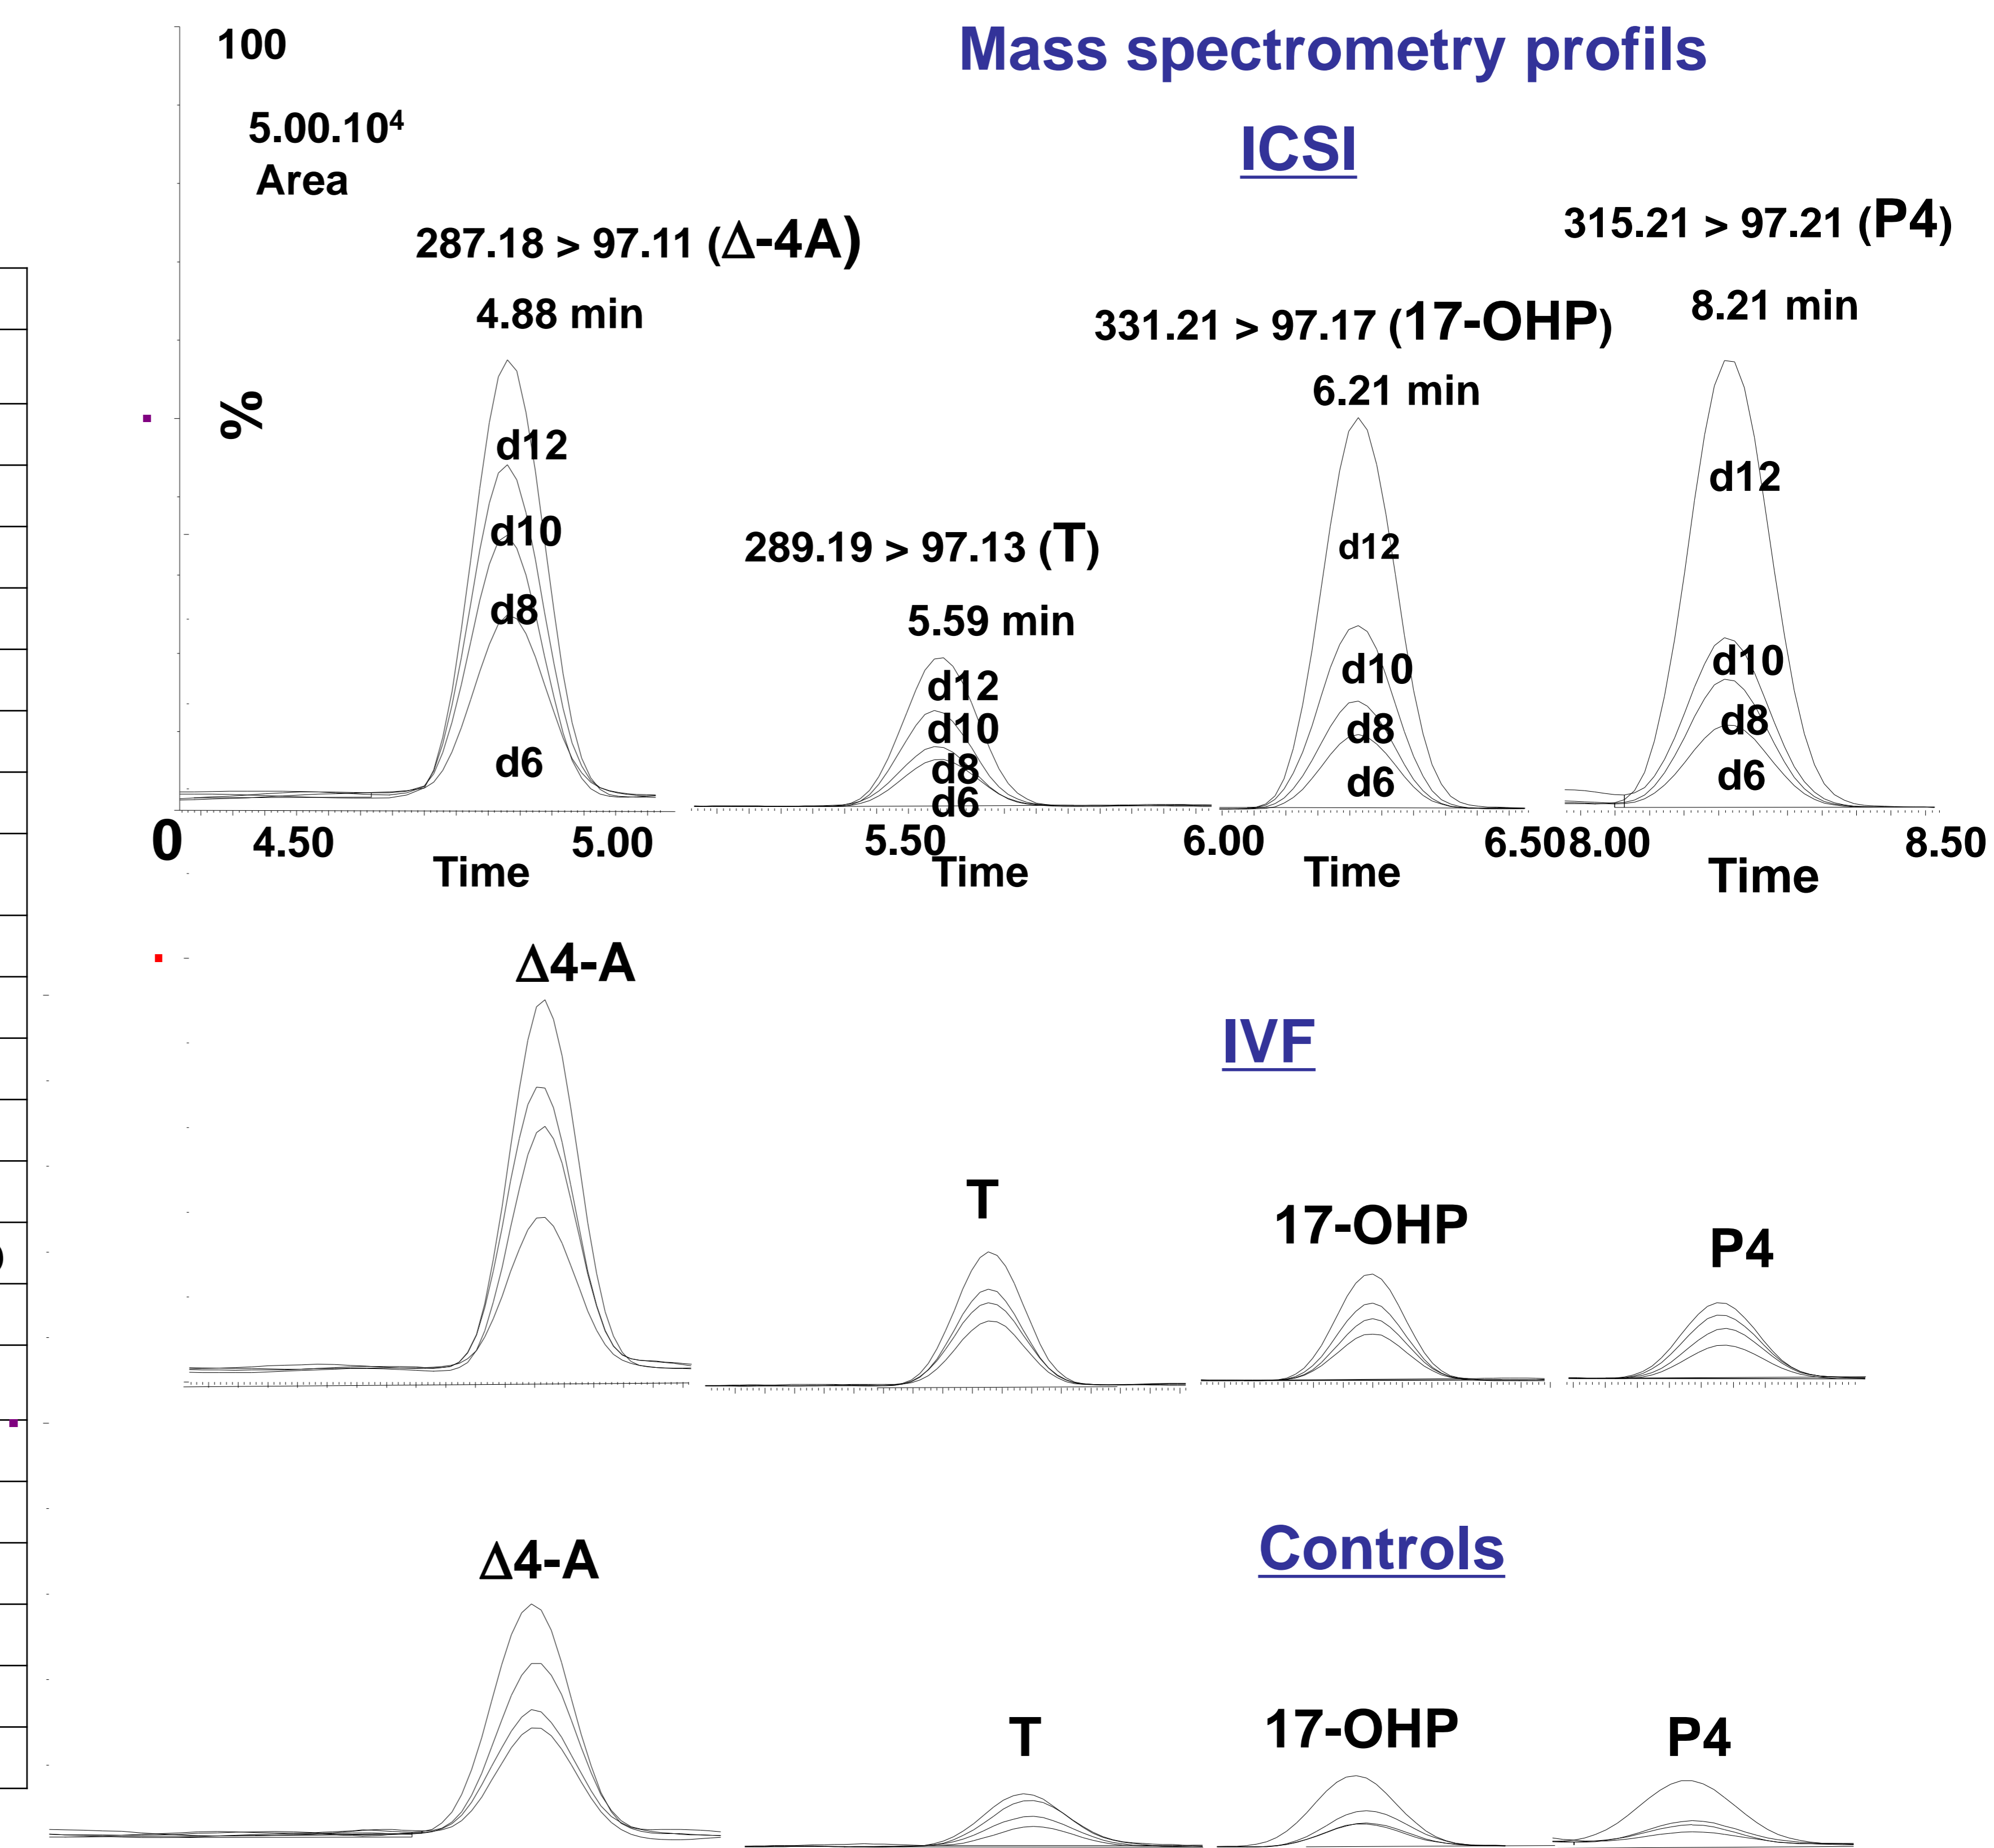 Mass spectrometry profils
100
5.00.10⁴
Area
ICSI
287.18 > 97.11 (Δ-4A)
4.88 min
315.21 > 97.21 (P4)
8.21 min
331.21 > 97.17 (17-OHP)
6.21 min
289.19 > 97.13 (T)
5.59 min
%
d12
d10
d8
d6
d12
d10
d8
d6
d12
d10
d8
d6
d12
d10
d8
d6
0 4.50 5.00 5.50 6.00 6.50 8.00 8.50
Time Time Time Time
Δ4-A
IVF
T
17-OHP
P4
Controls
Δ4-A
T
17-OHP
P4